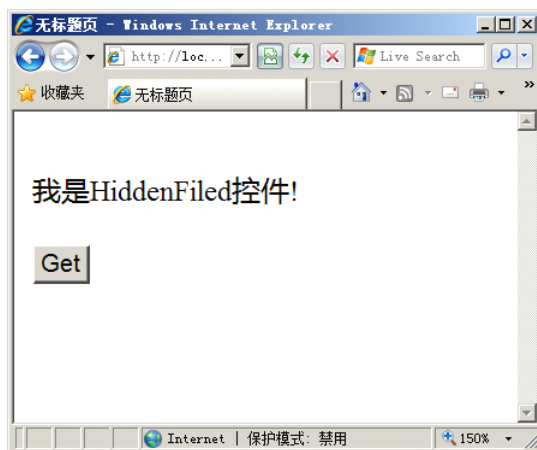 无标题页 - Windows Internet Explorer
http://loc... Live Search
收藏夹 无标题页 »
我是HiddenFiled控件!
Get
Internet | 保护模式: 禁用 150%